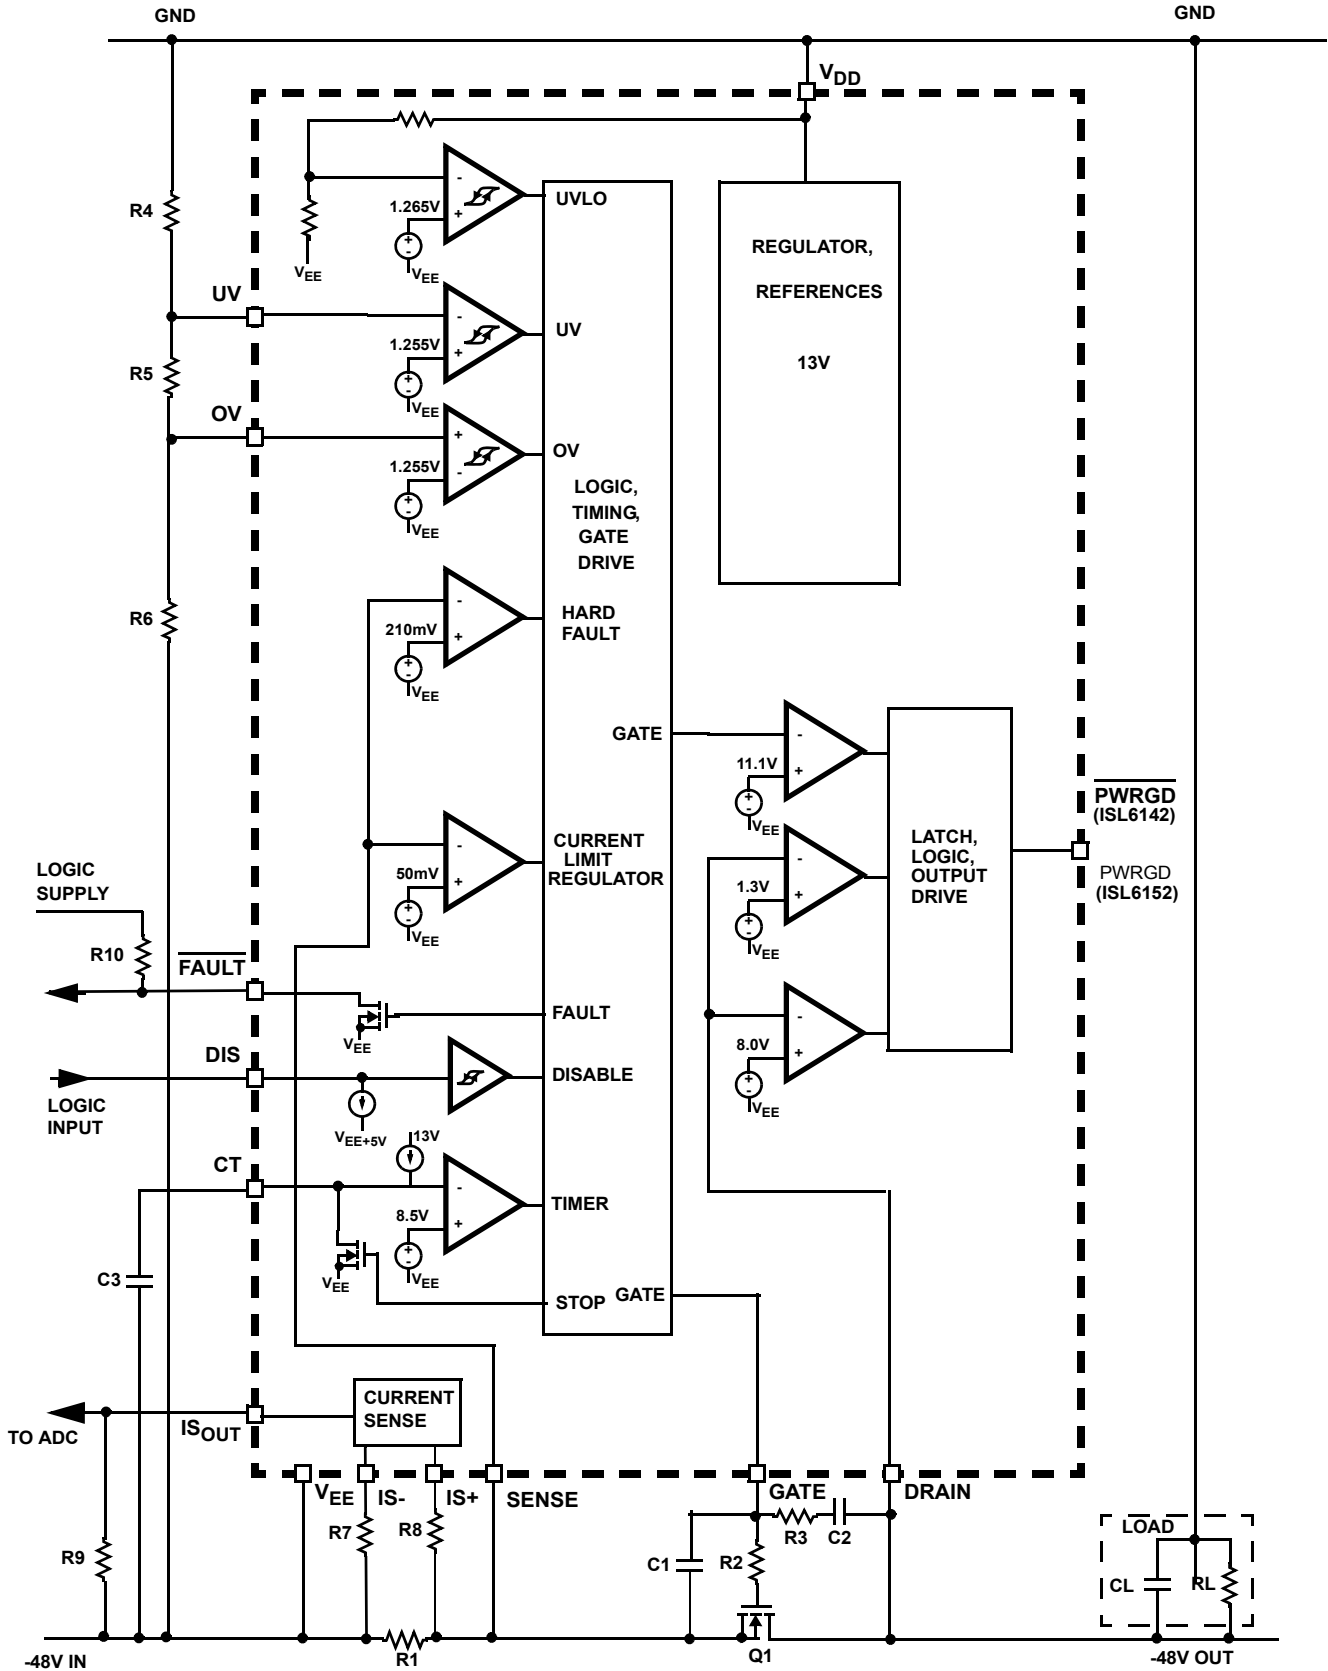 GND
GND
VDD
R4
1.265V
+
-
VEE
VEE
UVLO
REGULATOR,
REFERENCES
13V
UV
1.255V
VEE
UV
R5
OV
1.255V
VEE
OV
LOGIC,
TIMING,
GATE
DRIVE
R6
210mV
VEE
HARD
FAULT
GATE
11.1V
VEE
PWRGD
(ISL6142)
PWRGD
(ISL6152)
LATCH,
LOGIC,
OUTPUT
DRIVE
1.3V
VEE
8.0V
VEE
CURRENT
LIMIT
REGULATOR
50mV
VEE
LOGIC
SUPPLY
R10
FAULT
VEE
FAULT
DIS
LOGIC
INPUT
VEE+5V
DISABLE
CT
13V
8.5V
VEE
VEE
TIMER
C3
STOP
GATE
CURRENT
SENSE
TO ADC
ISOUT
VEE
IS-
IS+
SENSE
GATE
DRAIN
R9
R7
R8
C1
R2
R3
C2
LOAD
CL
RL
-48V IN
R1
Q1
-48V OUT